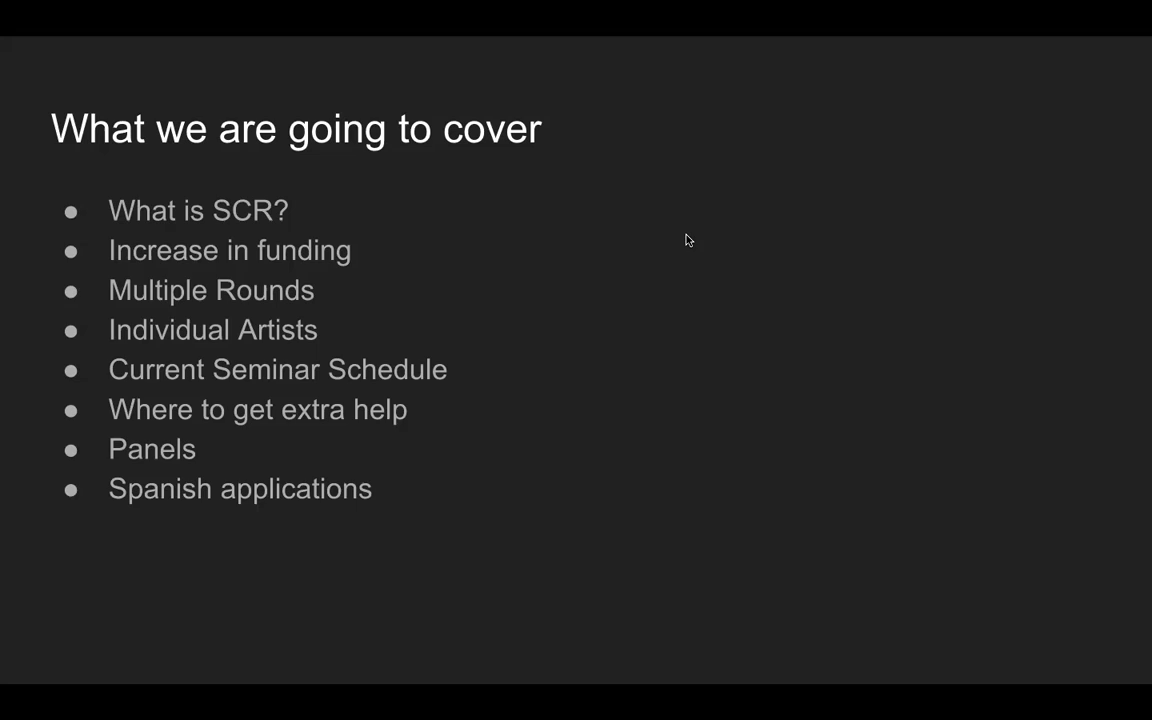 What we are going to cover
● What is SCR?
● Increase in funding
● Multiple Rounds
● Individual Artists
● Current Seminar Schedule
● Where to get extra help
● Panels
● Spanish applications